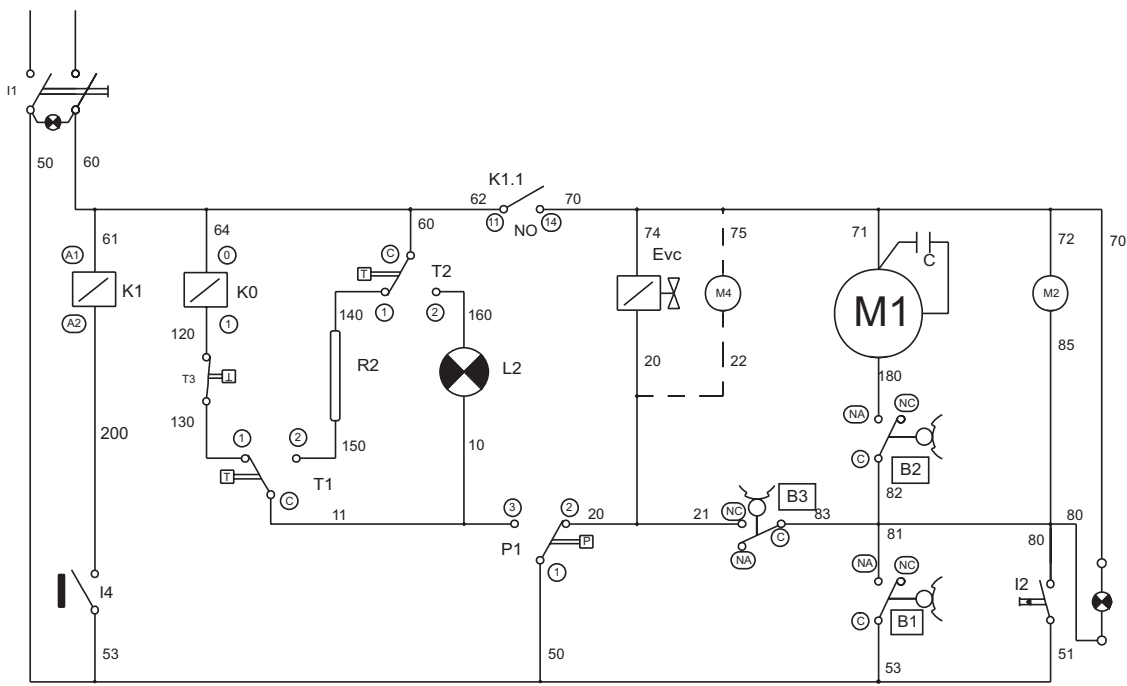 I1
50 60
K1.1
62 70
60 11 NO 14
61 64 74 75 71 72 70
A1 0 C T2 Evc C
T
K1 K0 M4 M1 M2
A2 1 1 2
120 140 160 85
T3 T R2 L2 20 22 180
130 NA NC
200 1 2 150 10 C B2
T T1
C 82
B3
11 3 2 20 21 NC 83 80
P1 P C 81 80
1 NA NA NC
I4 I2
C B1
53 50 53 51